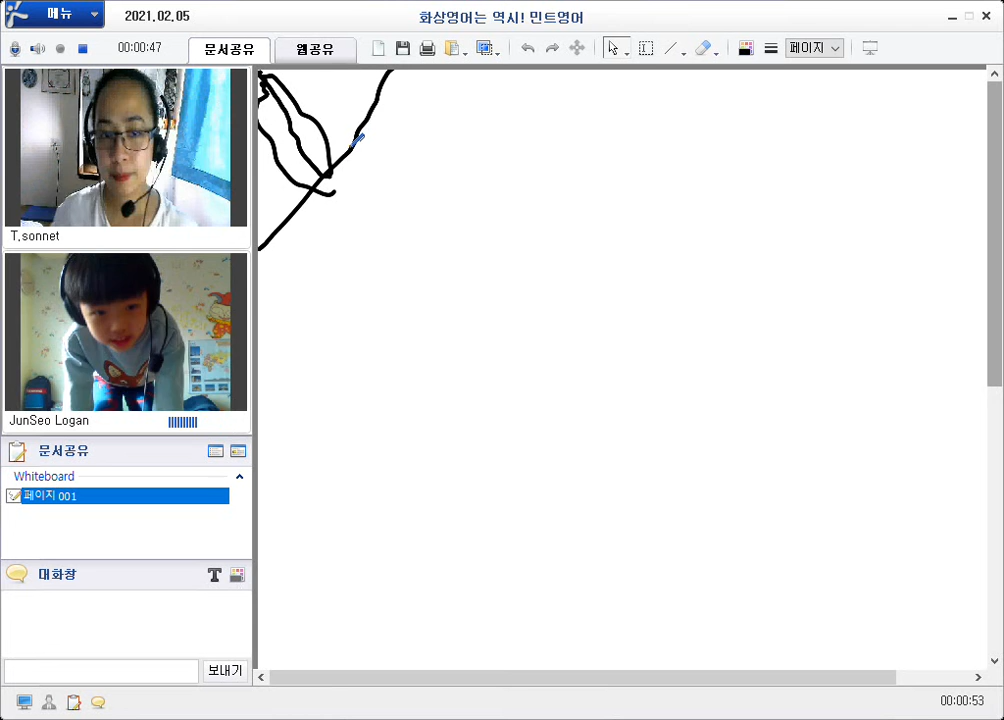 메뉴
2021.02.05
화상영어는 역시! 민트영어
00:00:47
문서공유
웹공유
페이지
T.sonnet
JunSeo Logan
문서공유
Whiteboard
페이지 001
대화창
T
보내기
00:00:53